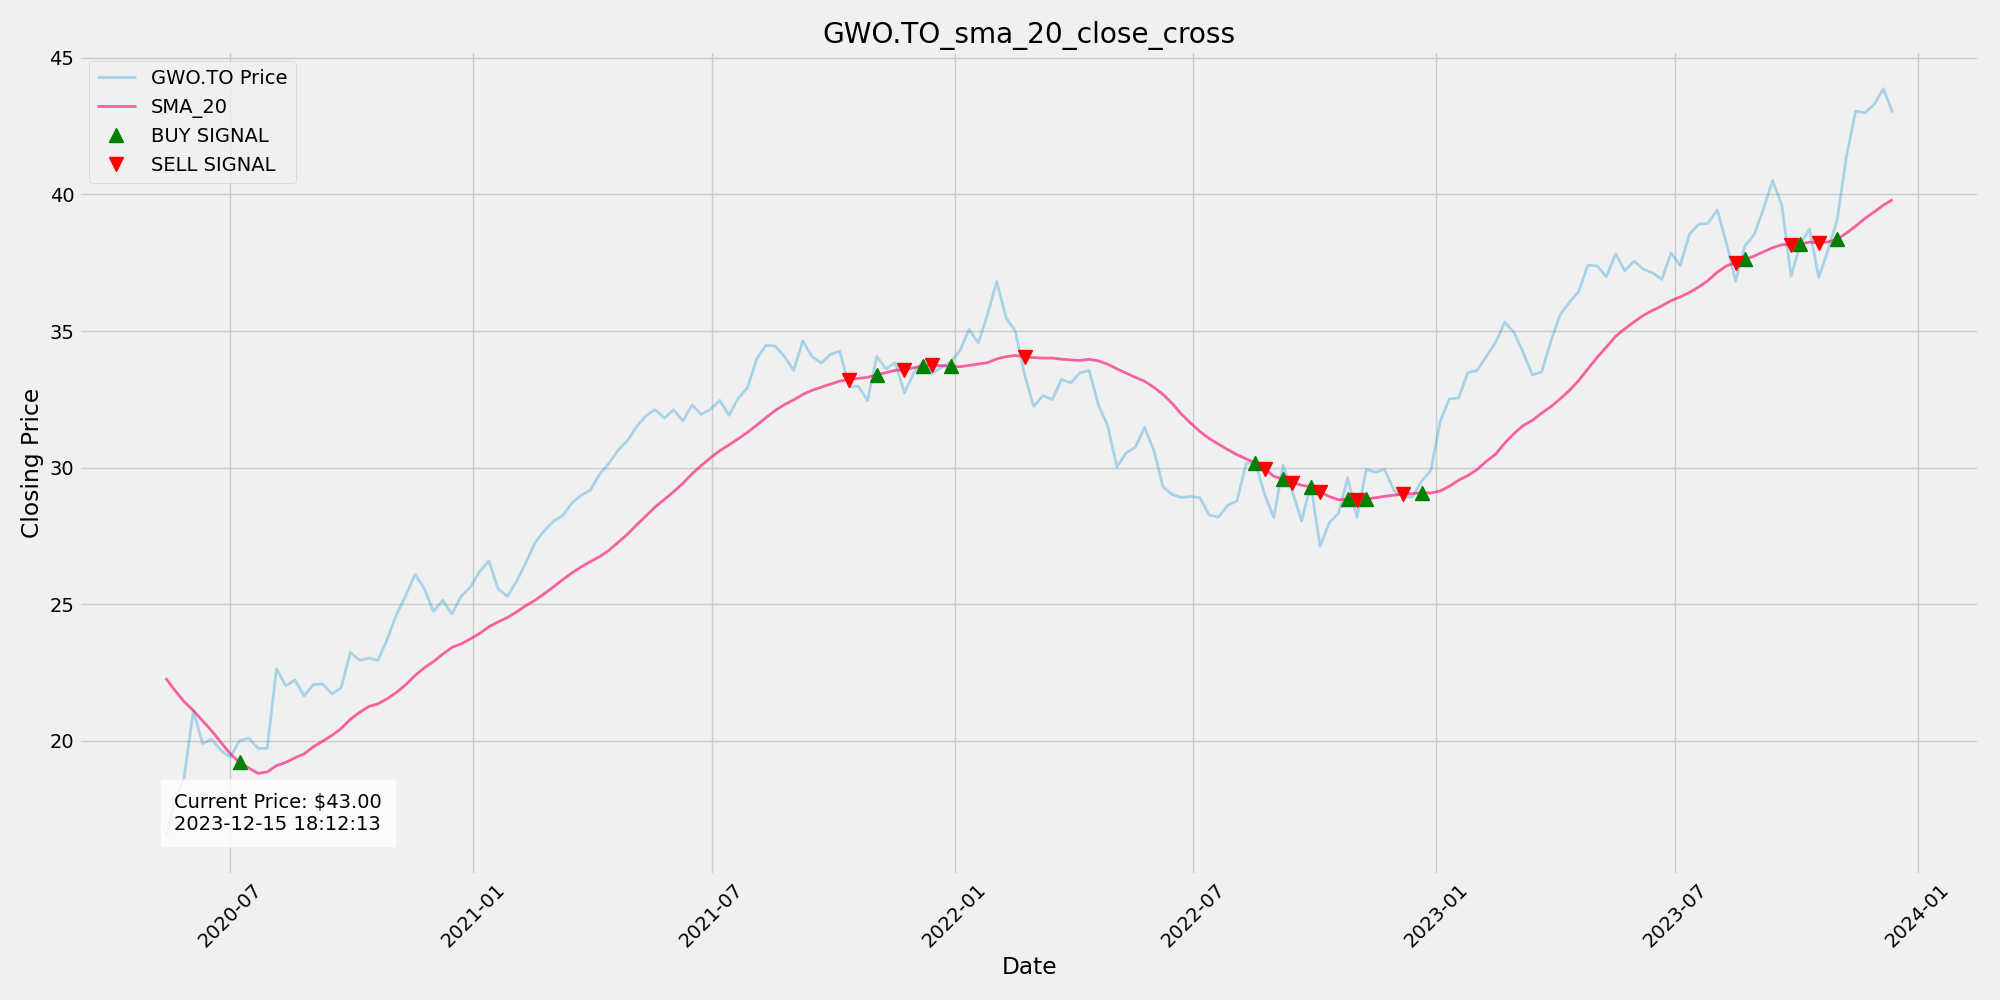 GWO.TO_sma_20_close_cross
45
GWO.TO Price
SMA_20
BUY SIGNAL
SELL SIGNAL
40
35
30
25
20
Closing Price
Current Price: $43.00
2023-12-15 18:12:13
2020-07
2021-01
2021-07
2022-01
2022-07
2023-01
2023-07
2024-01
Date